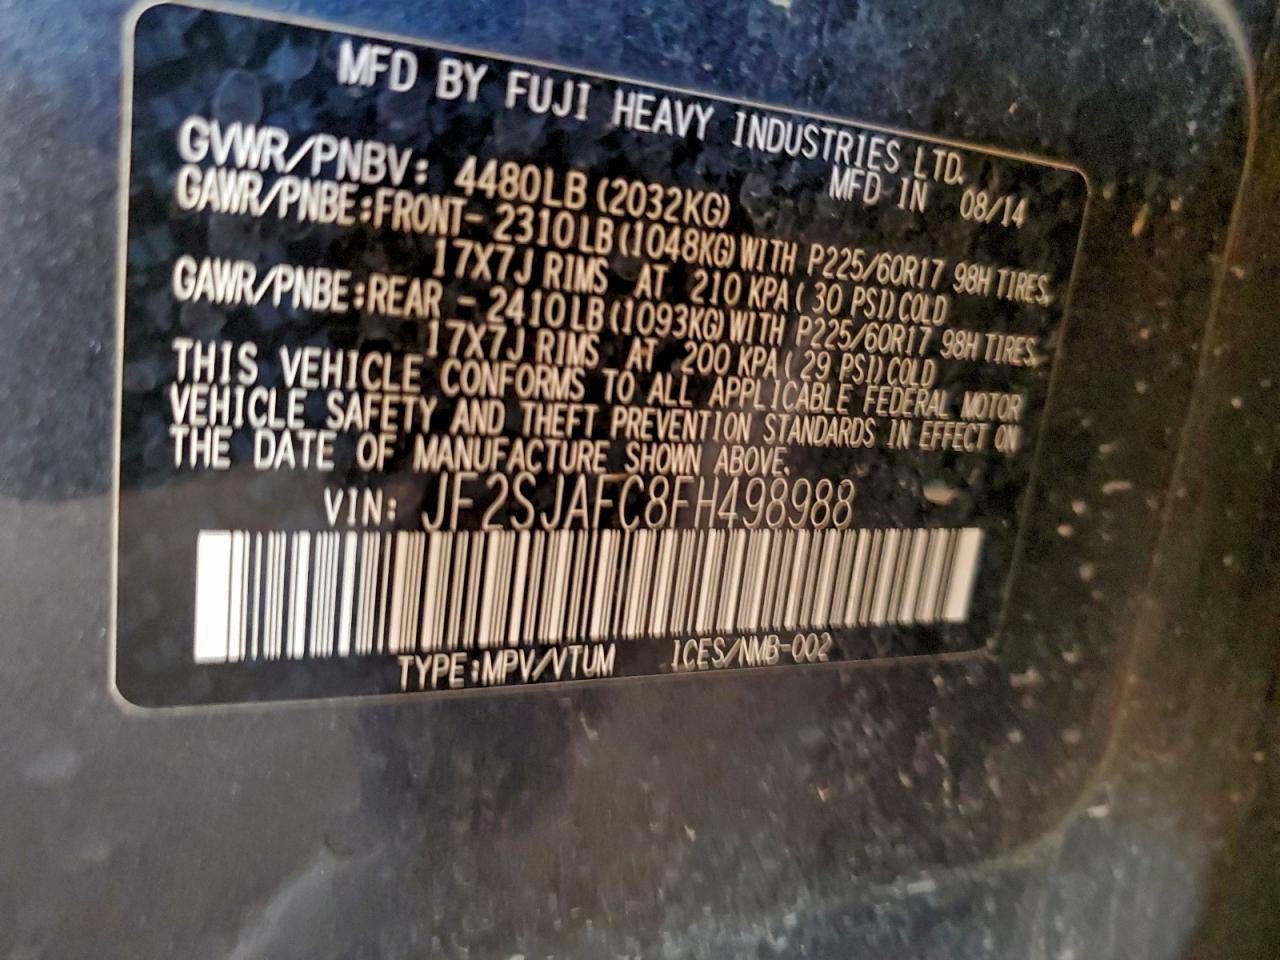 MFD BY FUJI HEAVY INDUSTRIES LTD.
MFD IN 08/14
GVWR/PNBV: 4480LB (2032KG)
GAWR/PNBE:FRONT- 2310LB(1048KG)WITH P225/60R17 98H TIRES,
17X7J RIMS AT 210 KPA( 30 PSI)COLD
GAWR/PNBE:REAR - 2410LB(1093KG)WITH P225/60R17 98H TIRES,
17X7J RIMS AT 200 KPA( 29 PSI)COLD
THIS VEHICLE CONFORMS TO ALL APPLICABLE FEDERAL MOTOR
VEHICLE SAFETY AND THEFT PREVENTION STANDARDS IN EFFECT ON
THE DATE OF MANUFACTURE SHOWN ABOVE.
VIN: JF2SJAFC8FH498988
TYPE:MPV/VTUM ICES/NMB-002